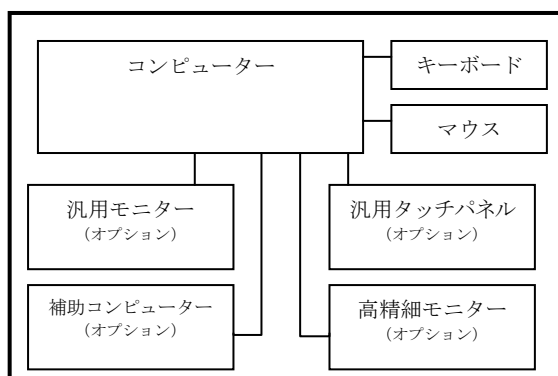 コンピューター
キーボード
マウス
汎用モニター
(オプション)
汎用タッチパネル
(オプション)
補助コンピューター
(オプション)
高精細モニター
(オプション)